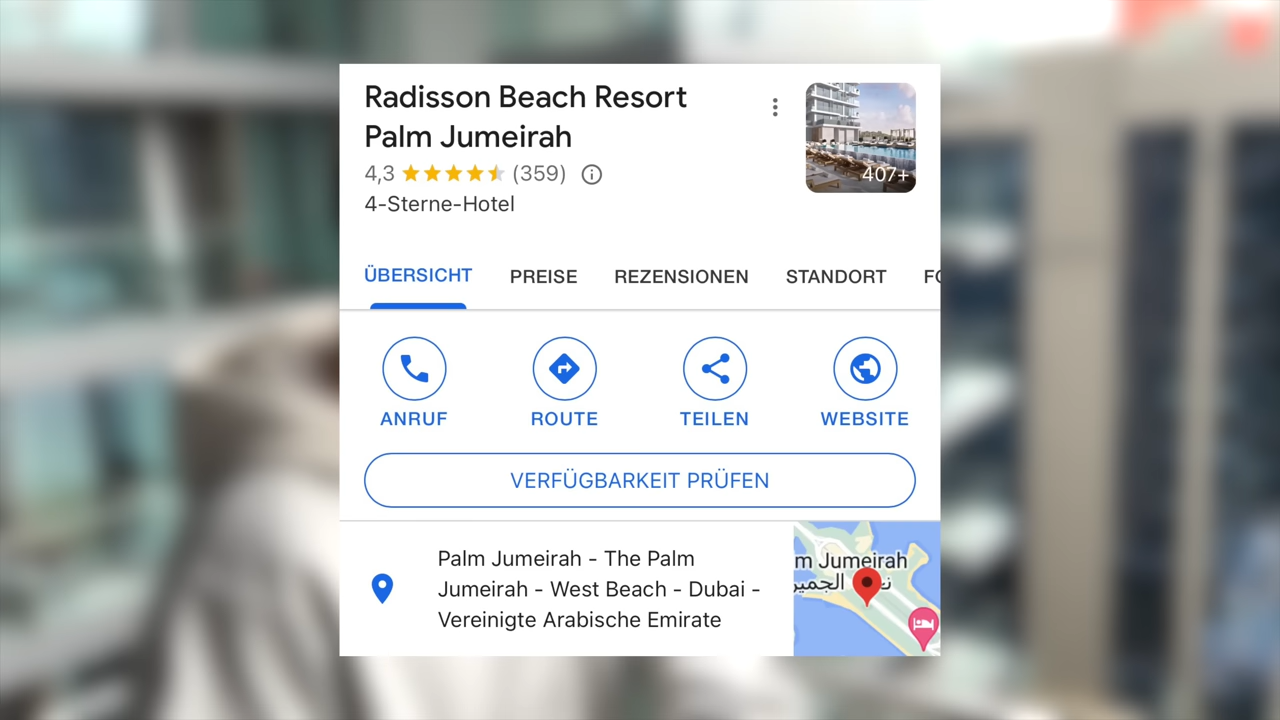 Radisson Beach Resort
Palm Jumeirah
4,3 (359)
4-Sterne-Hotel
407+
ÜBERSICHT PREISE REZENSIONEN STANDORT FO
ANRUF ROUTE TEILEN WEBSITE
VERFÜGBARKEIT PRÜFEN
Palm Jumeirah - The Palm
Jumeirah - West Beach - Dubai -
Vereinigte Arabische Emirate
m Jumeirah